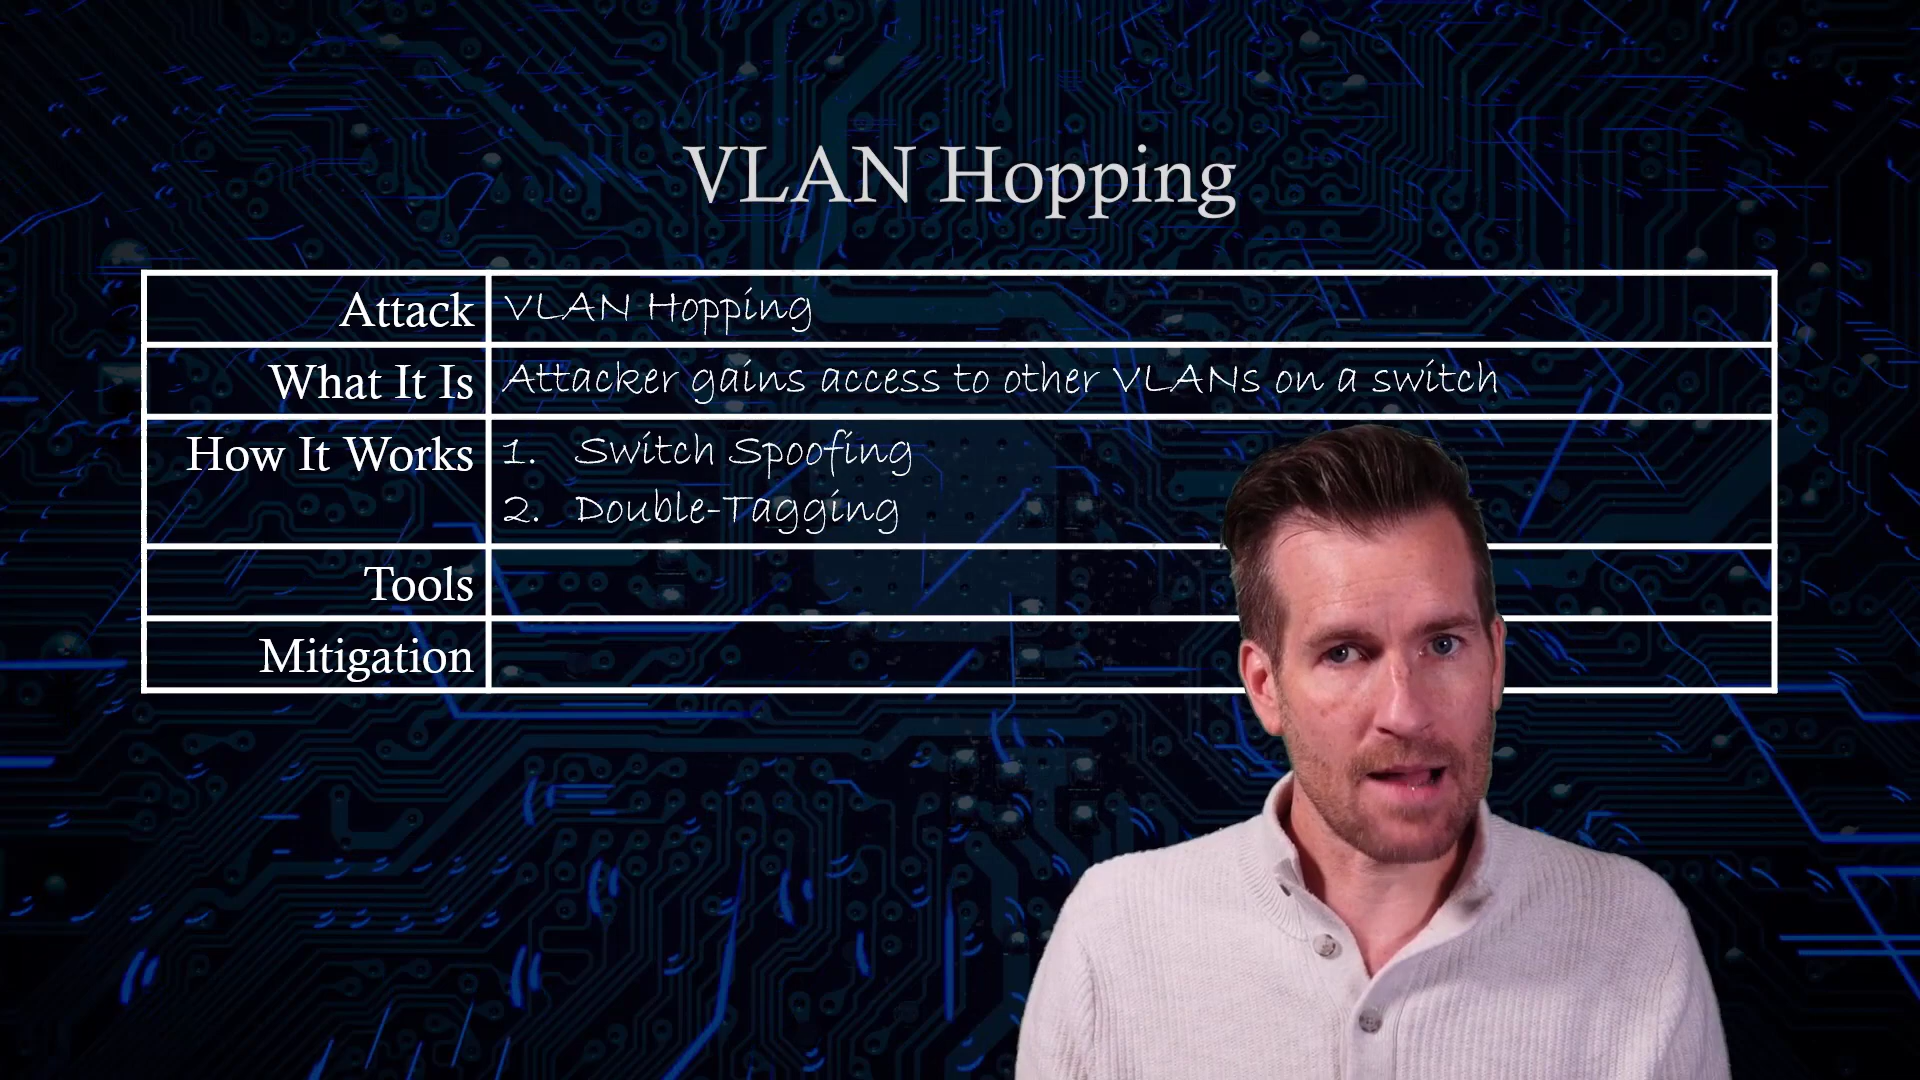 VLAN Hopping
Attack VLAN Hopping
What It Is Attacker gains access to other VLANs on a switch
How It Works 1. Switch Spoofing
2. Double-Tagging
Tools
Mitigation